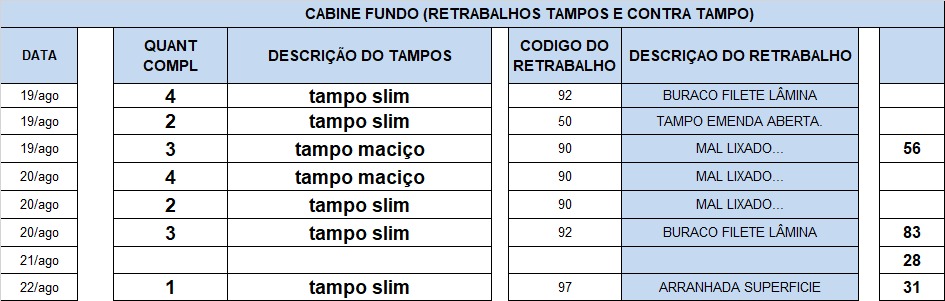 CABINE FUNDO (RETRABALHOS TAMPOS E CONTRA TAMPO)
DATA QUANT COMPL DESCRIÇÃO DO TAMPOS CODIGO DO RETRABALHO DESCRIÇAO DO RETRABALHO
19/ago 4 tampo slim 92 BURACO FILETE LÂMINA
19/ago 2 tampo slim 50 TAMPO EMENDA ABERTA.
19/ago 3 tampo maciço 90 MAL LIXADO... 56
20/ago 4 tampo maciço 90 MAL LIXADO...
20/ago 2 tampo slim 90 MAL LIXADO...
20/ago 3 tampo slim 92 BURACO FILETE LÂMINA 83
21/ago 28
22/ago 1 tampo slim 97 ARRANHADA SUPERFICIE 31